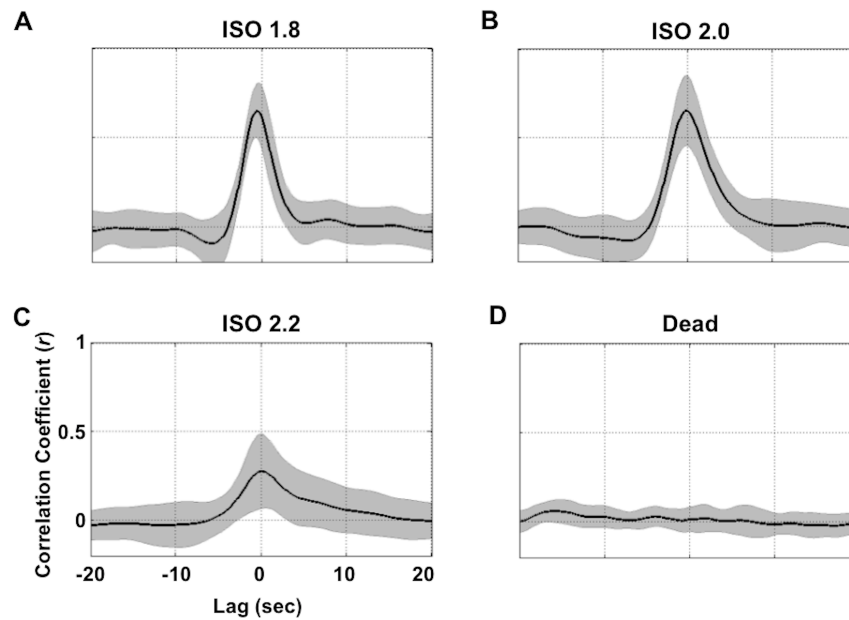 A
ISO 1.8
B
ISO 2.0
C
ISO 2.2
D
Dead
Correlation Coefficient (r)
1
0.5
0
-20
-10
0
10
20
Lag (sec)